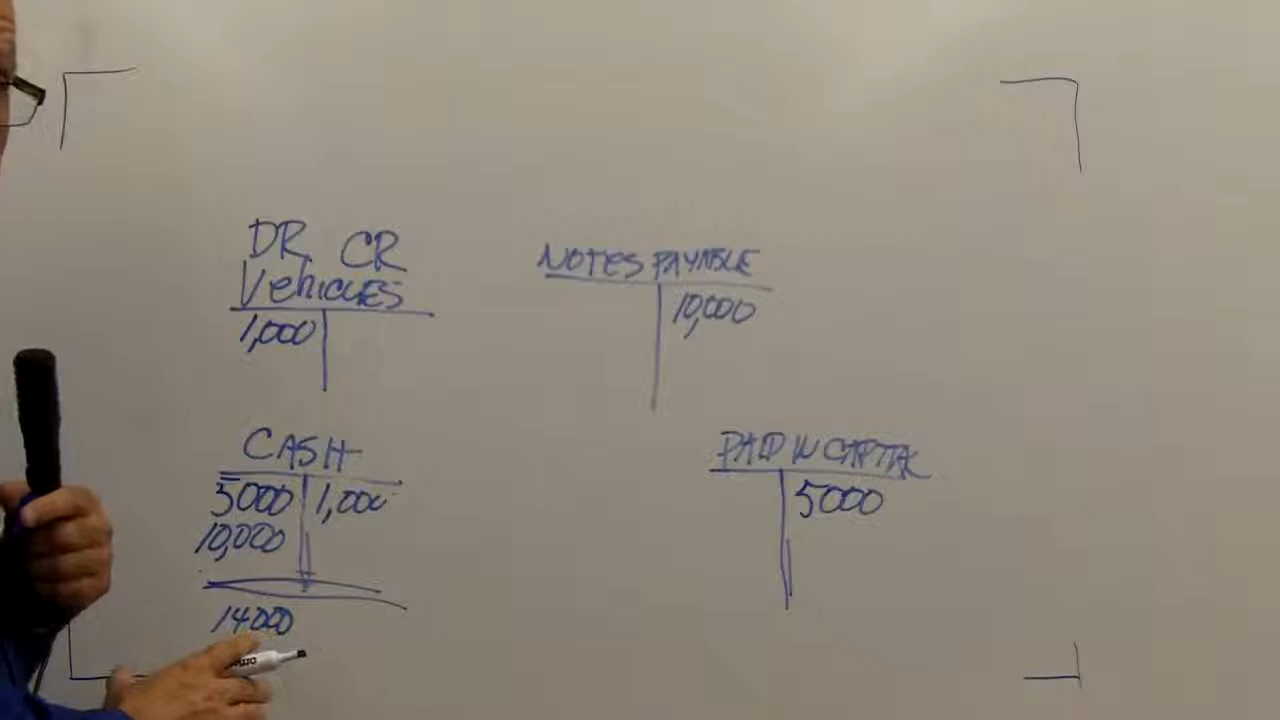 DR CR
Vehicles
1,000
NOTES PAYABLE
10,000
CASH
5000 1,000
10,000
14000
PAID IN CAPITAL
5000